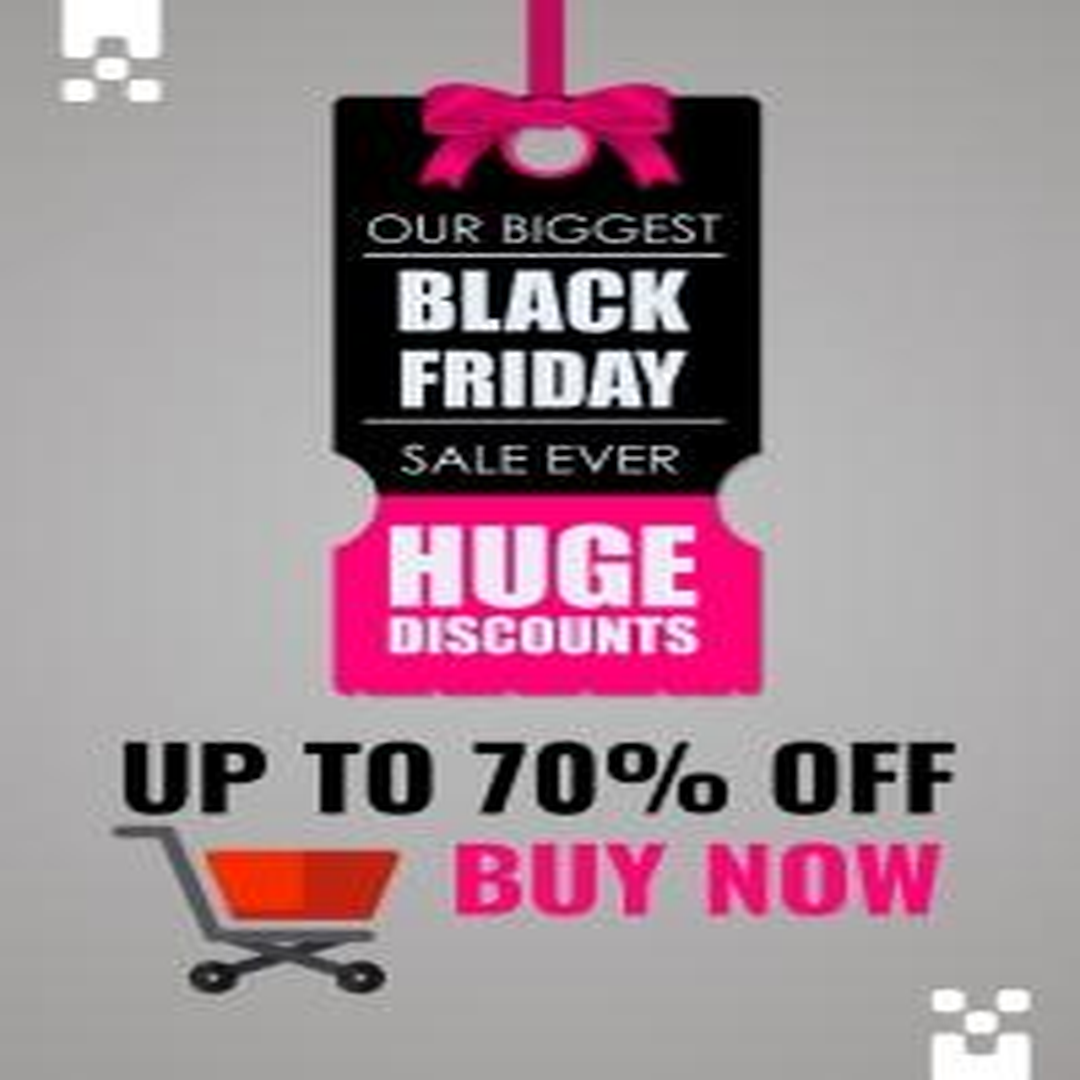 OUR BIGGEST
BLACK
FRIDAY
SALE EVER
HUGE
DISCOUNTS
UP TO 70% OFF
BUY NOW